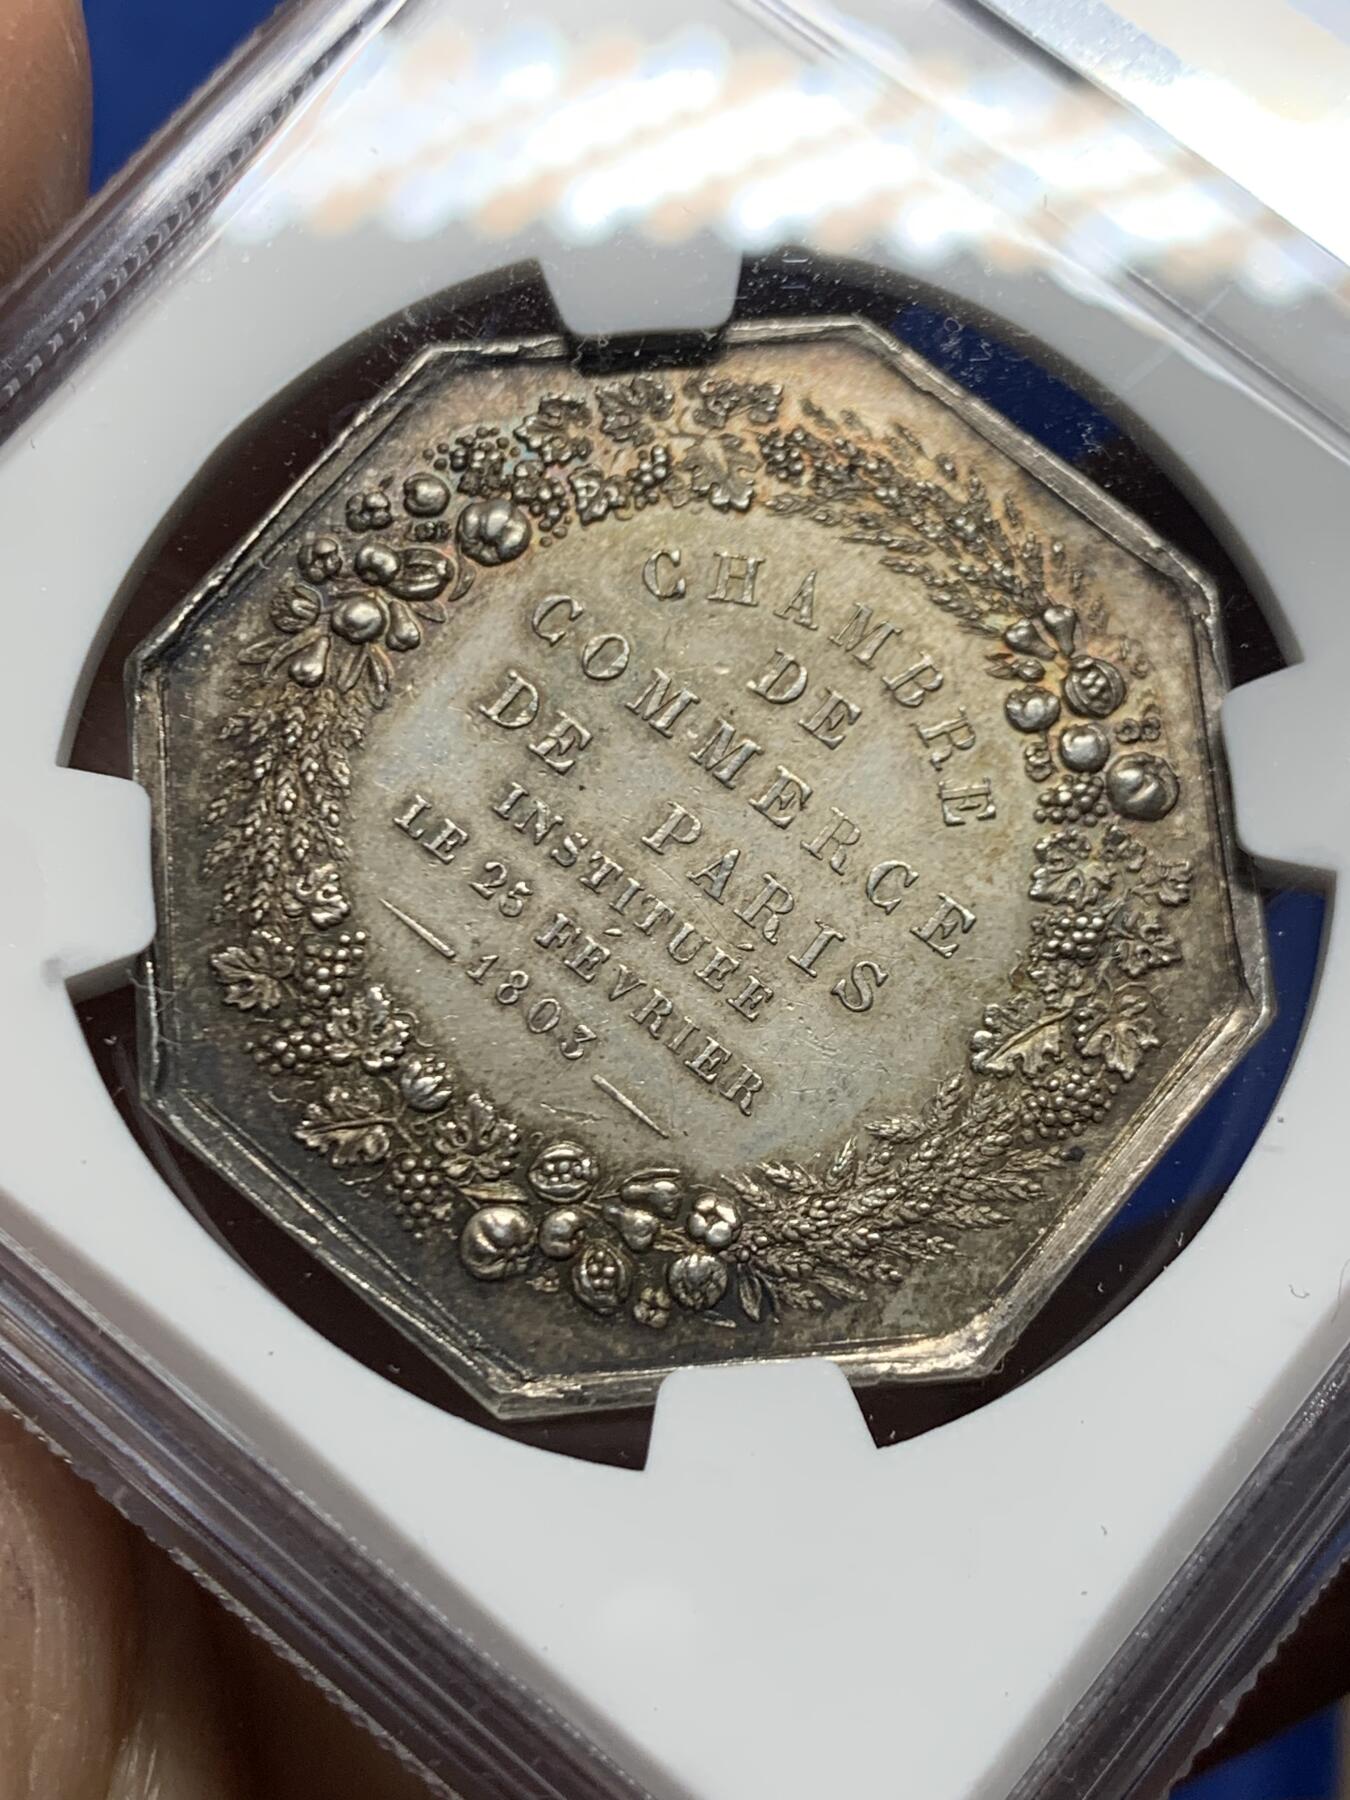 CHAMBRE
DE
COMMERCE
DE PARIS
INSTITUÉE
LE 25 FÉVRIER
— 1803 —